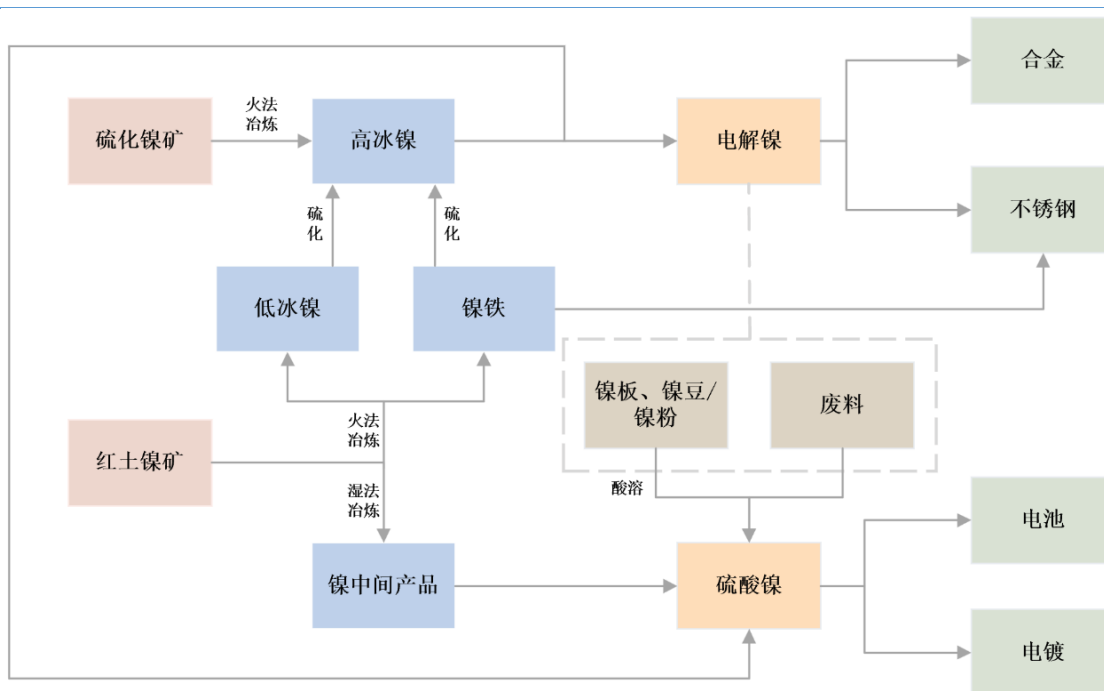 合金
火法
冶炼
硫化镍矿
高冰镍
电解镍
硫
化
硫
化
不锈钢
低冰镍
镍铁
镍板、镍豆/
镍粉
废料
火法
冶炼
红土镍矿
湿法
冶炼
酸溶
电池
镍中间产品
硫酸镍
电镀